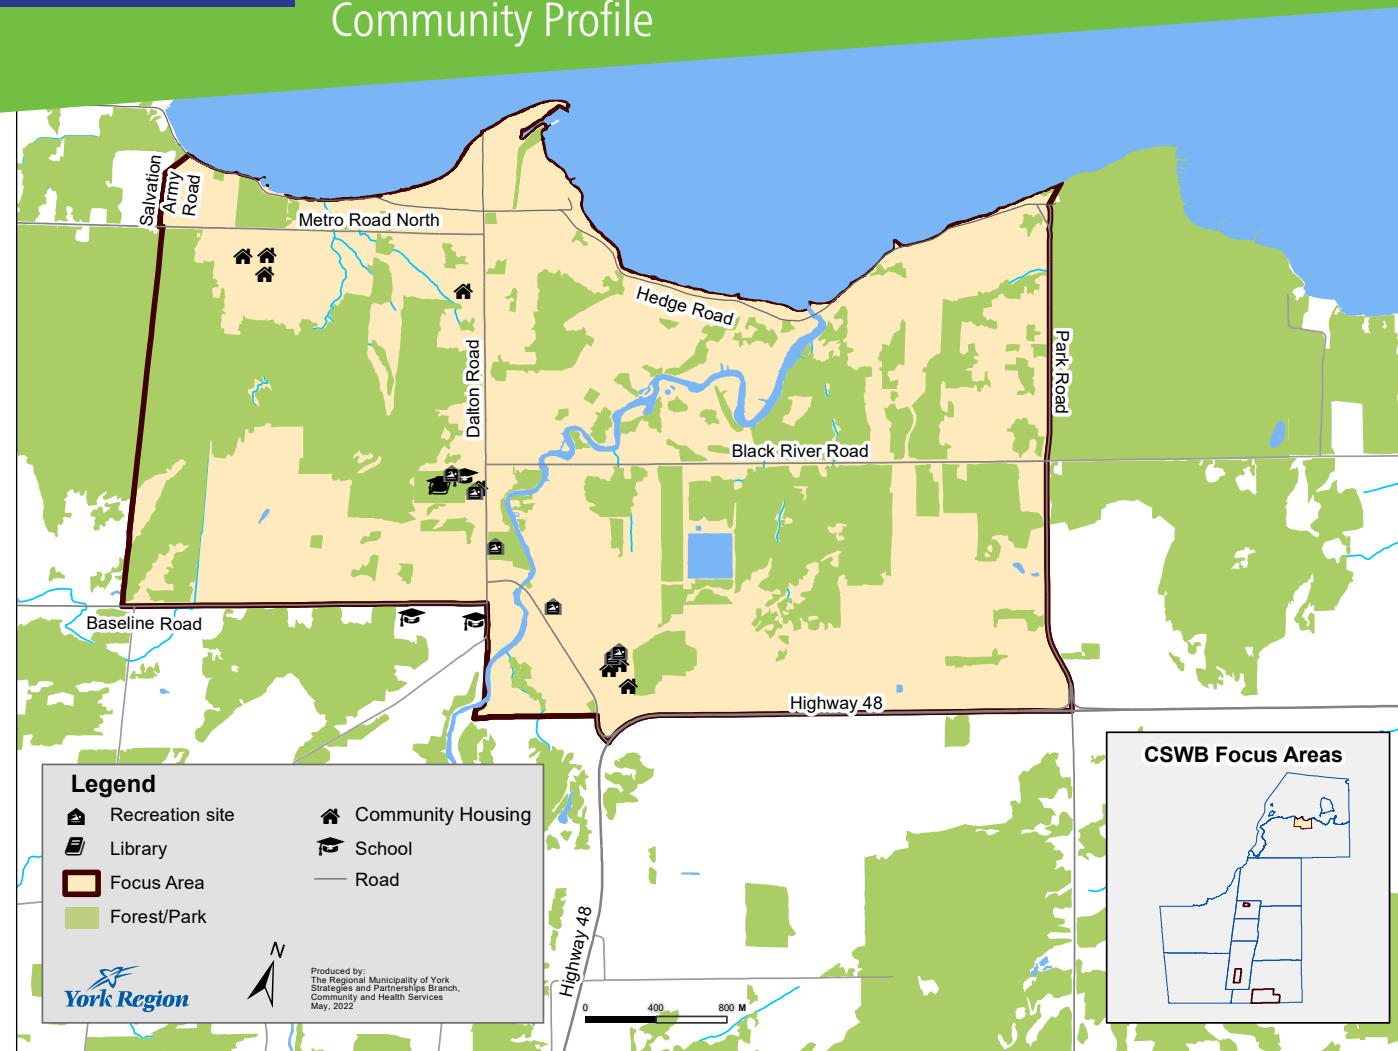 Community Profile
Salvation
Army
Road
Metro Road North
Hedge Road
Dalton Road
Park Road
Black River Road
Baseline Road
Highway 48
Legend
Recreation site
Community Housing
Library
School
Focus Area
Road
Forest/Park
N
York Region
Produced by:
The Regional Municipality of York
Strategies and Partnerships Branch,
Community and Health Services
May, 2022
Highway 48
0 400 800 M
CSWB Focus Areas